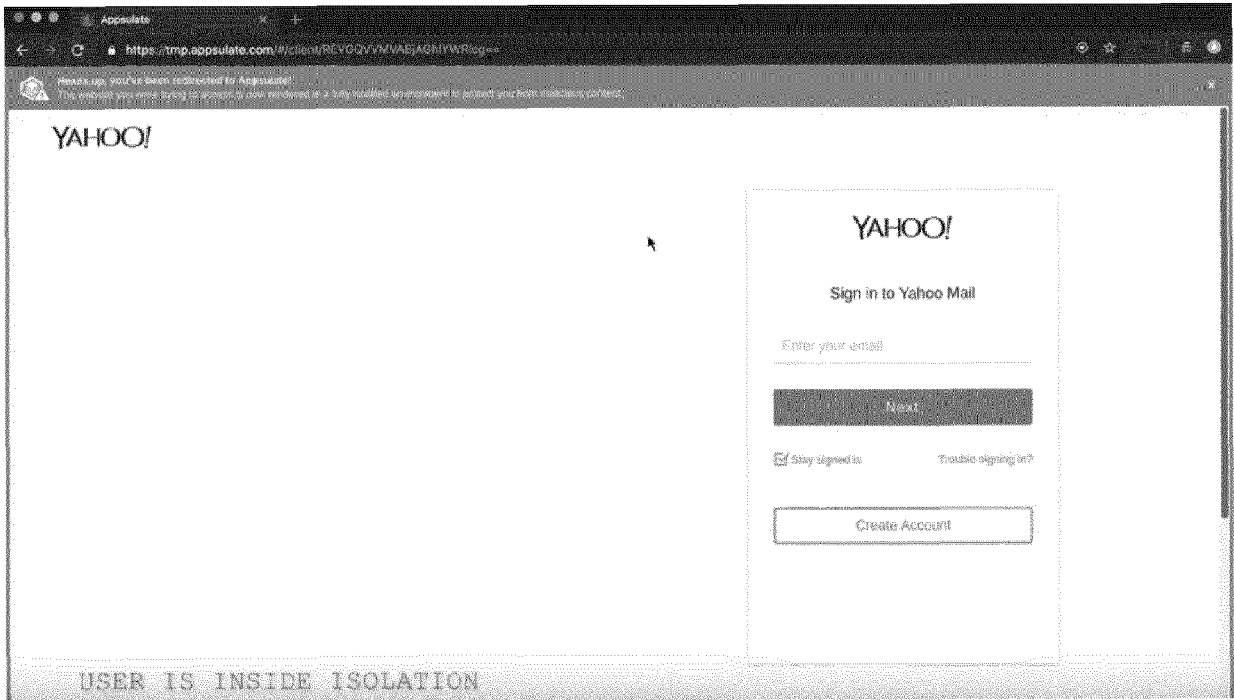 Appsulate
https://tmp.appsulate.com/#/client/
Heads up, you've been redirected to Appsulate!
The website you were trying to access is now rendered in a fully isolated environment to protect you from malicious content.
YAHOO!
YAHOO!
Sign in to Yahoo Mail
Enter your email
Next
Stay signed in
Trouble signing in?
Create Account
USER IS INSIDE ISOLATION